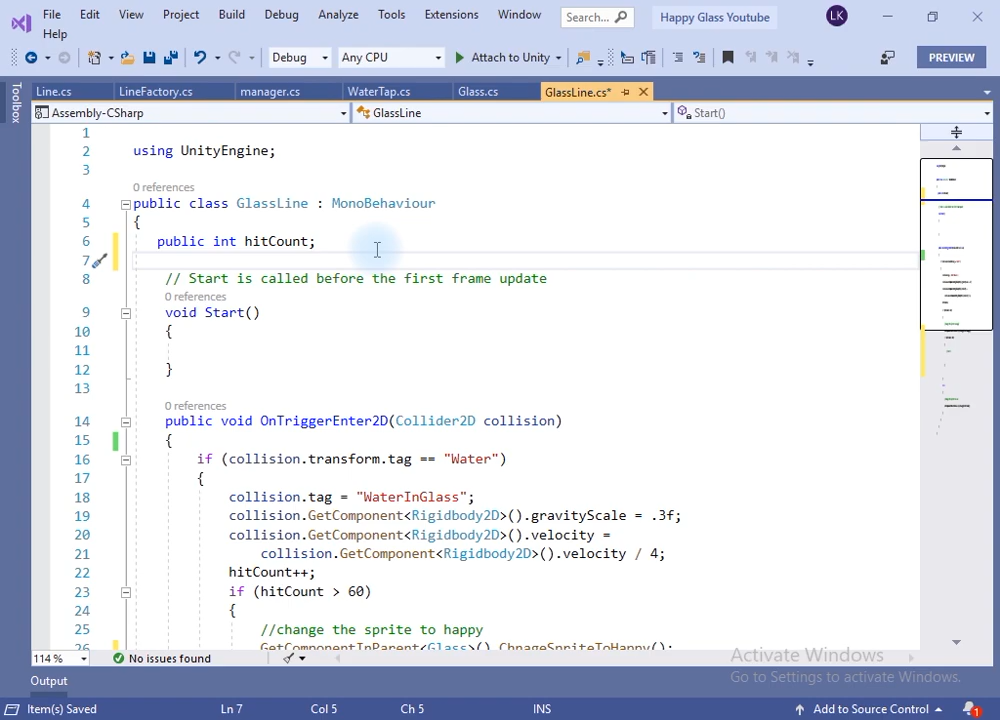 File Edit View Project Build Debug Analyze Tools Extensions Window Search... Happy Glass Youtube LK
Help
Debug Any CPU Attach to Unity PREVIEW
Toolbox
Line.cs LineFactory.cs manager.cs WaterTap.cs Glass.cs GlassLine.cs*
Assembly-CSharp GlassLine Start()
1
2 using UnityEngine;
3
0 references
4 public class GlassLine : MonoBehaviour
5 {
6 public int hitCount;
7
8 // Start is called before the first frame update
0 references
9 void Start()
10 {
11
12 }
13
0 references
14 public void OnTriggerEnter2D(Collider2D collision)
15 {
16 if (collision.transform.tag == "Water")
17 {
18 collision.tag = "WaterInGlass";
19 collision.GetComponent<Rigidbody2D>().gravityScale = .3f;
20 collision.GetComponent<Rigidbody2D>().velocity =
21 collision.GetComponent<Rigidbody2D>().velocity / 4;
22 hitCount++;
23 if (hitCount > 60)
24 {
25 //change the sprite to happy
26 GetComponentInParent<Glass>().ChnageSpriteToHappy();
114 % No issues found
Activate Windows
Go to Settings to activate Windows.
Output
Item(s) Saved Ln 7 Col 5 Ch 5 INS Add to Source Control 1